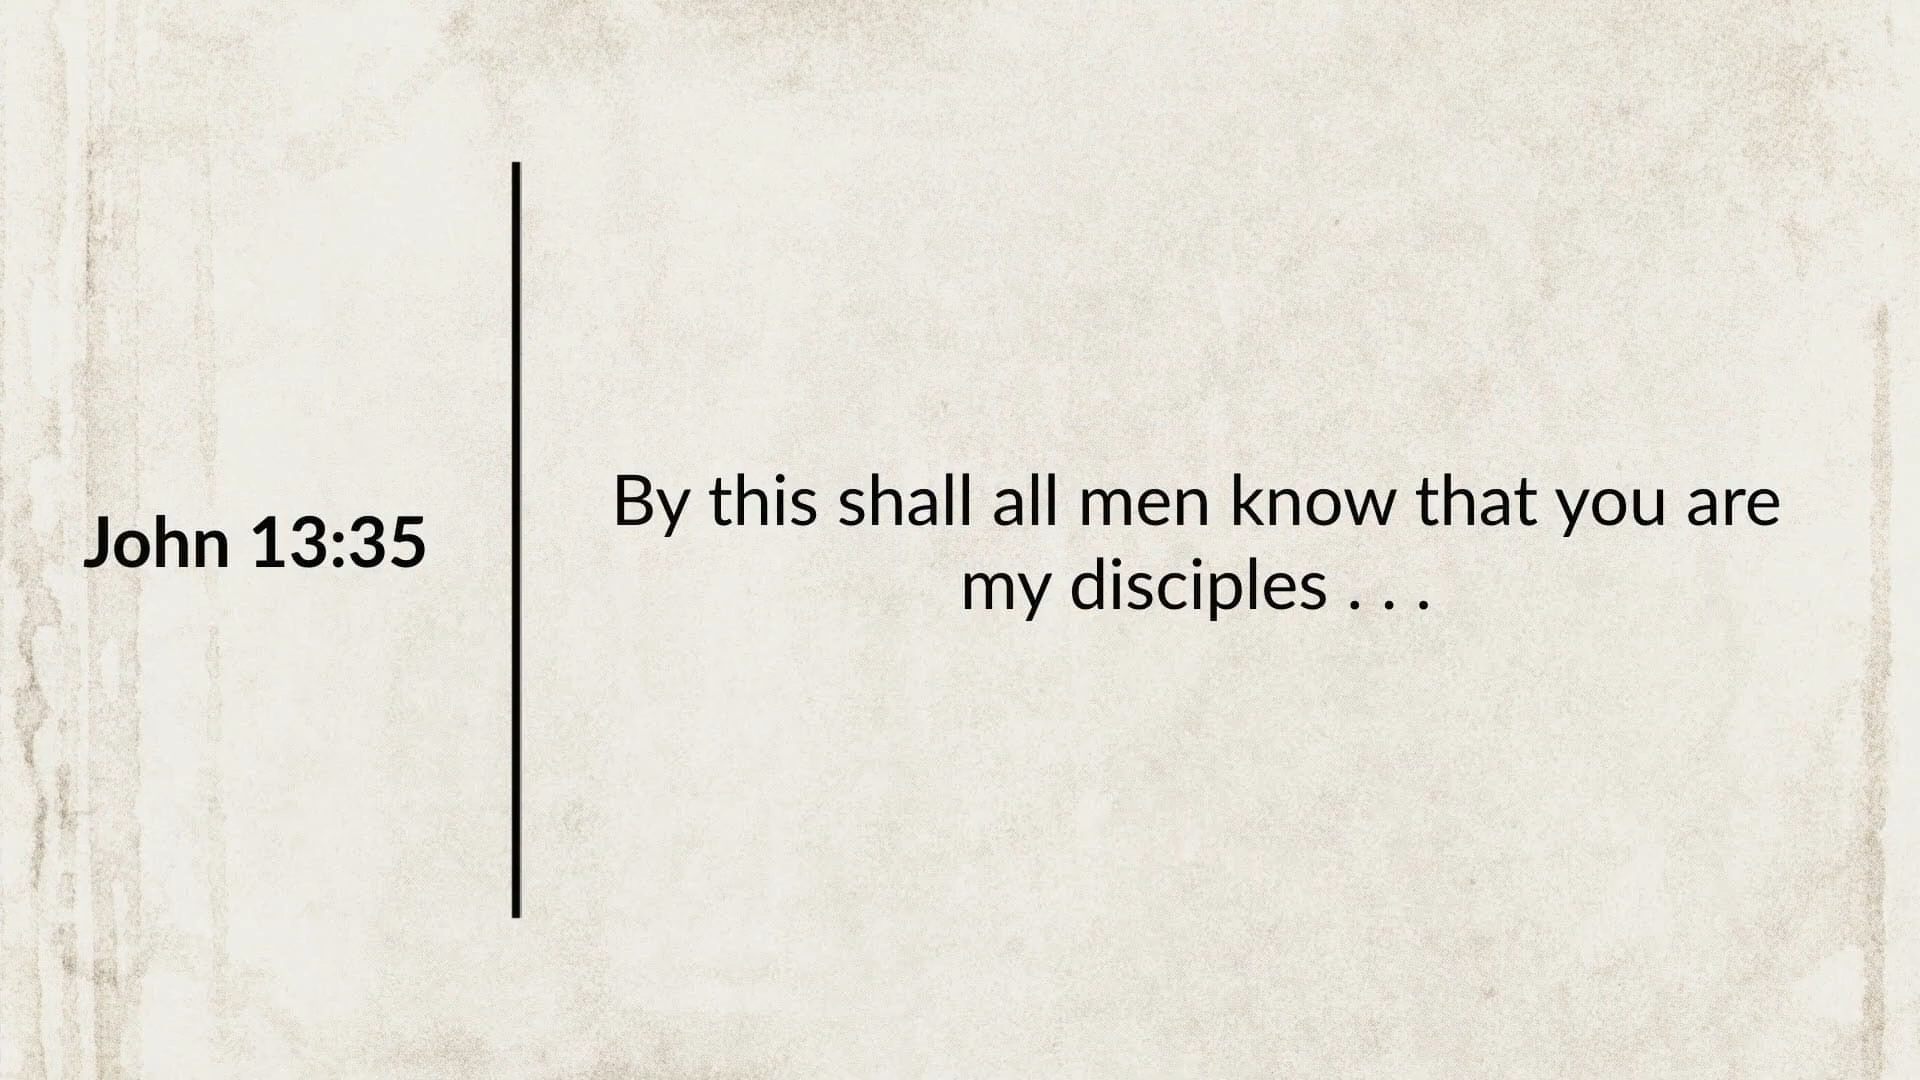 John 13:35
By this shall all men know that you are
my disciples . . .